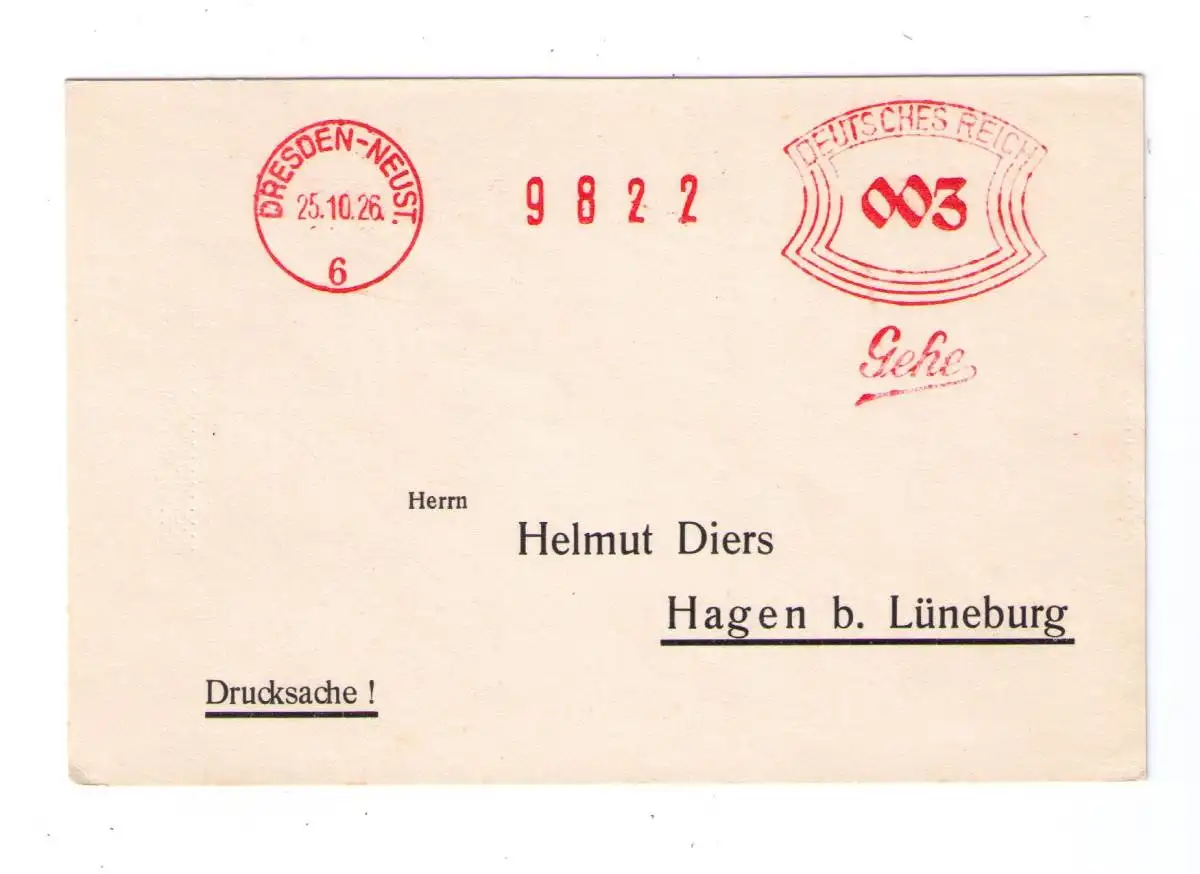 DRESDEN-NEUST.
25.10.26.
6
9822
DEUTSCHES REICH
003
Gehe
Herrn
Helmut Diers
Hagen b. Lüneburg
Drucksache !